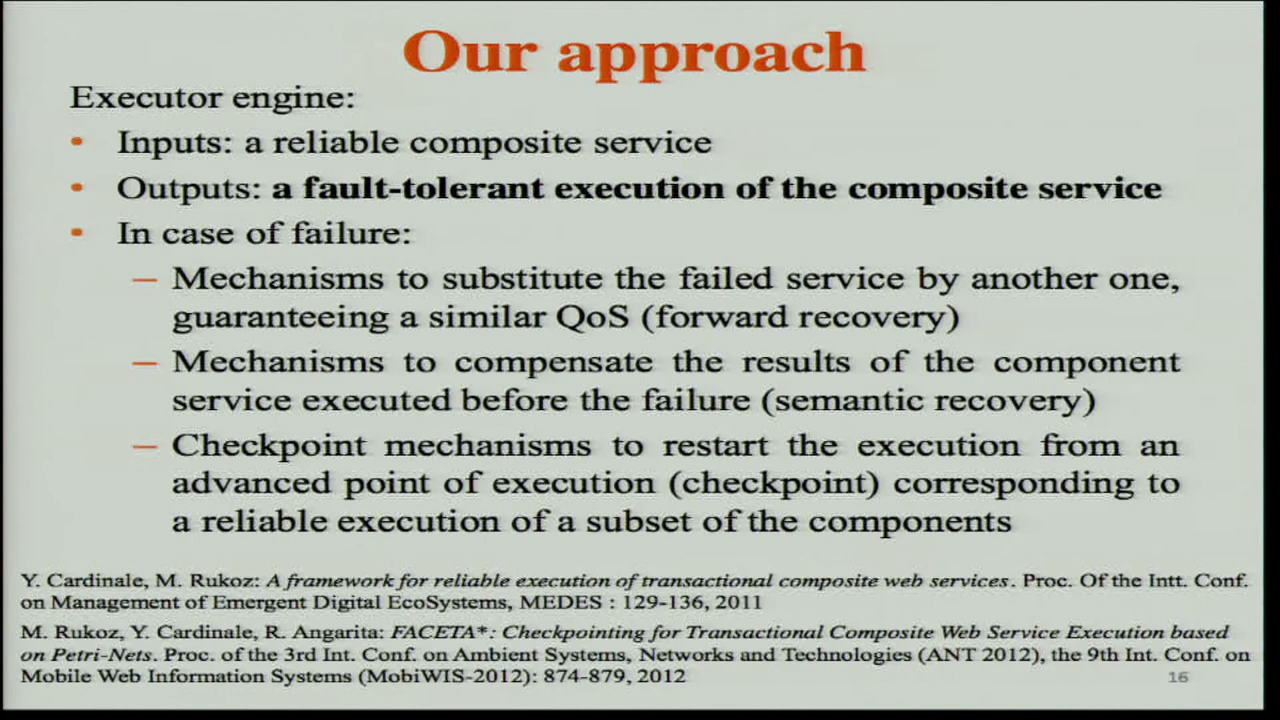 Our approach
Executor engine:
• Inputs: a reliable composite service
• Outputs: a fault-tolerant execution of the composite service
• In case of failure:
– Mechanisms to substitute the failed service by another one,
guaranteeing a similar QoS (forward recovery)
– Mechanisms to compensate the results of the component
service executed before the failure (semantic recovery)
– Checkpoint mechanisms to restart the execution from an
advanced point of execution (checkpoint) corresponding to
a reliable execution of a subset of the components
Y. Cardinale, M. Rukoz: A framework for reliable execution of transactional composite web services. Proc. Of the Intt. Conf.
on Management of Emergent Digital EcoSystems, MEDES : 129-136, 2011
M. Rukoz, Y. Cardinale, R. Angarita: FACETA*: Checkpointing for Transactional Composite Web Service Execution based
on Petri-Nets. Proc. of the 3rd Int. Conf. on Ambient Systems, Networks and Technologies (ANT 2012), the 9th Int. Conf. on
Mobile Web Information Systems (MobiWIS-2012): 874-879, 2012
16